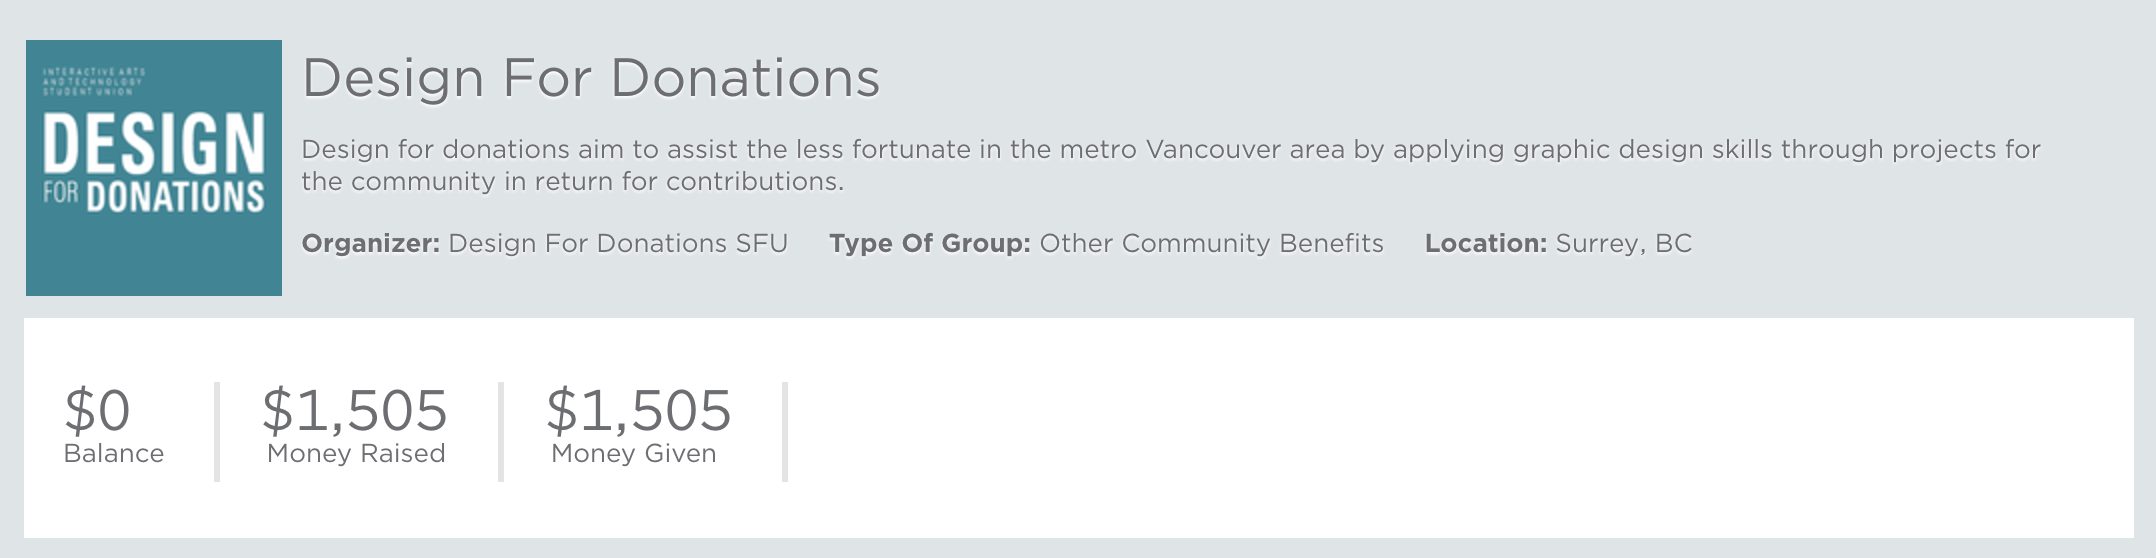 INTERACTIVE ARTS
AND TECHNOLOGY
STUDENT UNION
DESIGN
FOR DONATIONS
Design For Donations
Design for donations aim to assist the less fortunate in the metro Vancouver area by applying graphic design skills through projects for
the community in return for contributions.
Organizer: Design For Donations SFU Type Of Group: Other Community Benefits Location: Surrey, BC
$0 $1,505 $1,505
Balance Money Raised Money Given